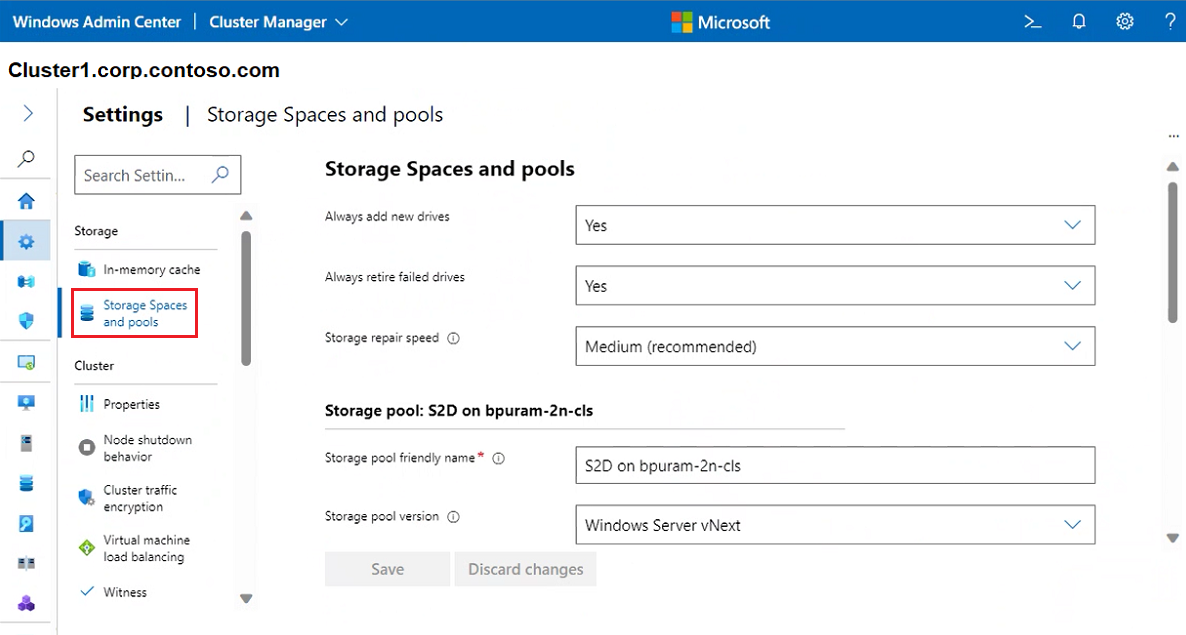 Windows Admin Center | Cluster Manager
Microsoft
?
Cluster1.corp.contoso.com
Settings | Storage Spaces and pools
...
Search Settin...
Storage
In-memory cache
Storage Spaces
and pools
Cluster
Properties
Node shutdown
behavior
Cluster traffic
encryption
Virtual machine
load balancing
Witness
Storage Spaces and pools
Always add new drives
Yes
Always retire failed drives
Yes
Storage repair speed
Medium (recommended)
Storage pool: S2D on bpuram-2n-cls
Storage pool friendly name*
S2D on bpuram-2n-cls
Storage pool version
Windows Server vNext
Save
Discard changes